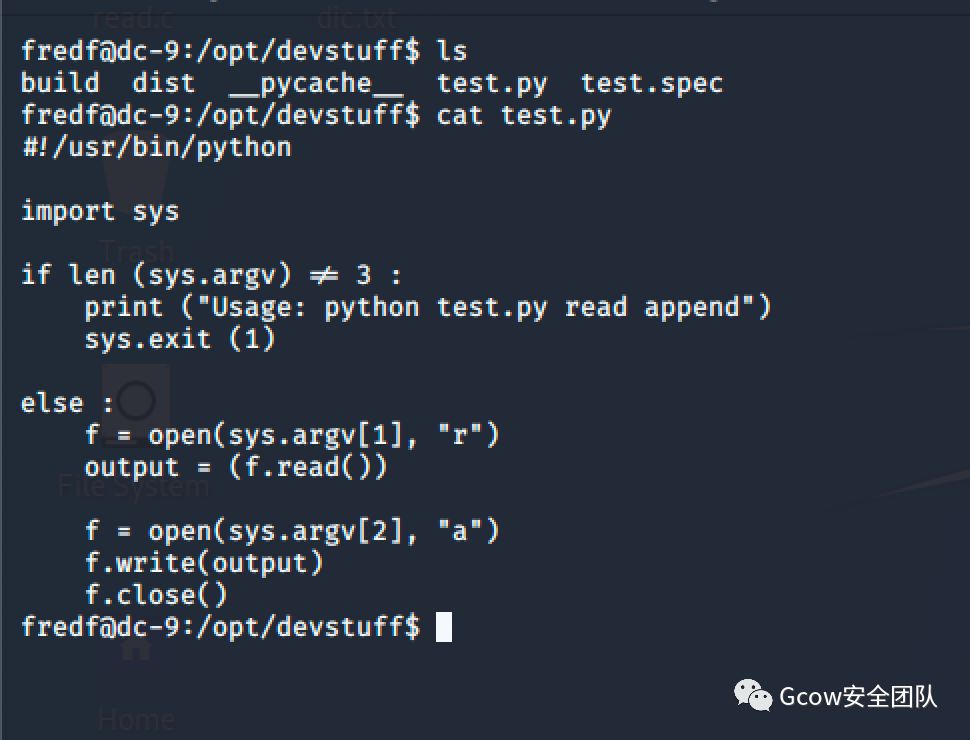 read.c dic.txt
fredf@dc-9:/opt/devstuff$ ls
build dist __pycache__ test.py test.spec
fredf@dc-9:/opt/devstuff$ cat test.py
#!/usr/bin/python
import sys
Trash
if len (sys.argv) ≠ 3 :
print ("Usage: python test.py read append")
sys.exit (1)
else :
f = open(sys.argv[1], "r")
output = (f.read())
File System
f = open(sys.argv[2], "a")
f.write(output)
f.close()
fredf@dc-9:/opt/devstuff$
Gcow安全团队
Home